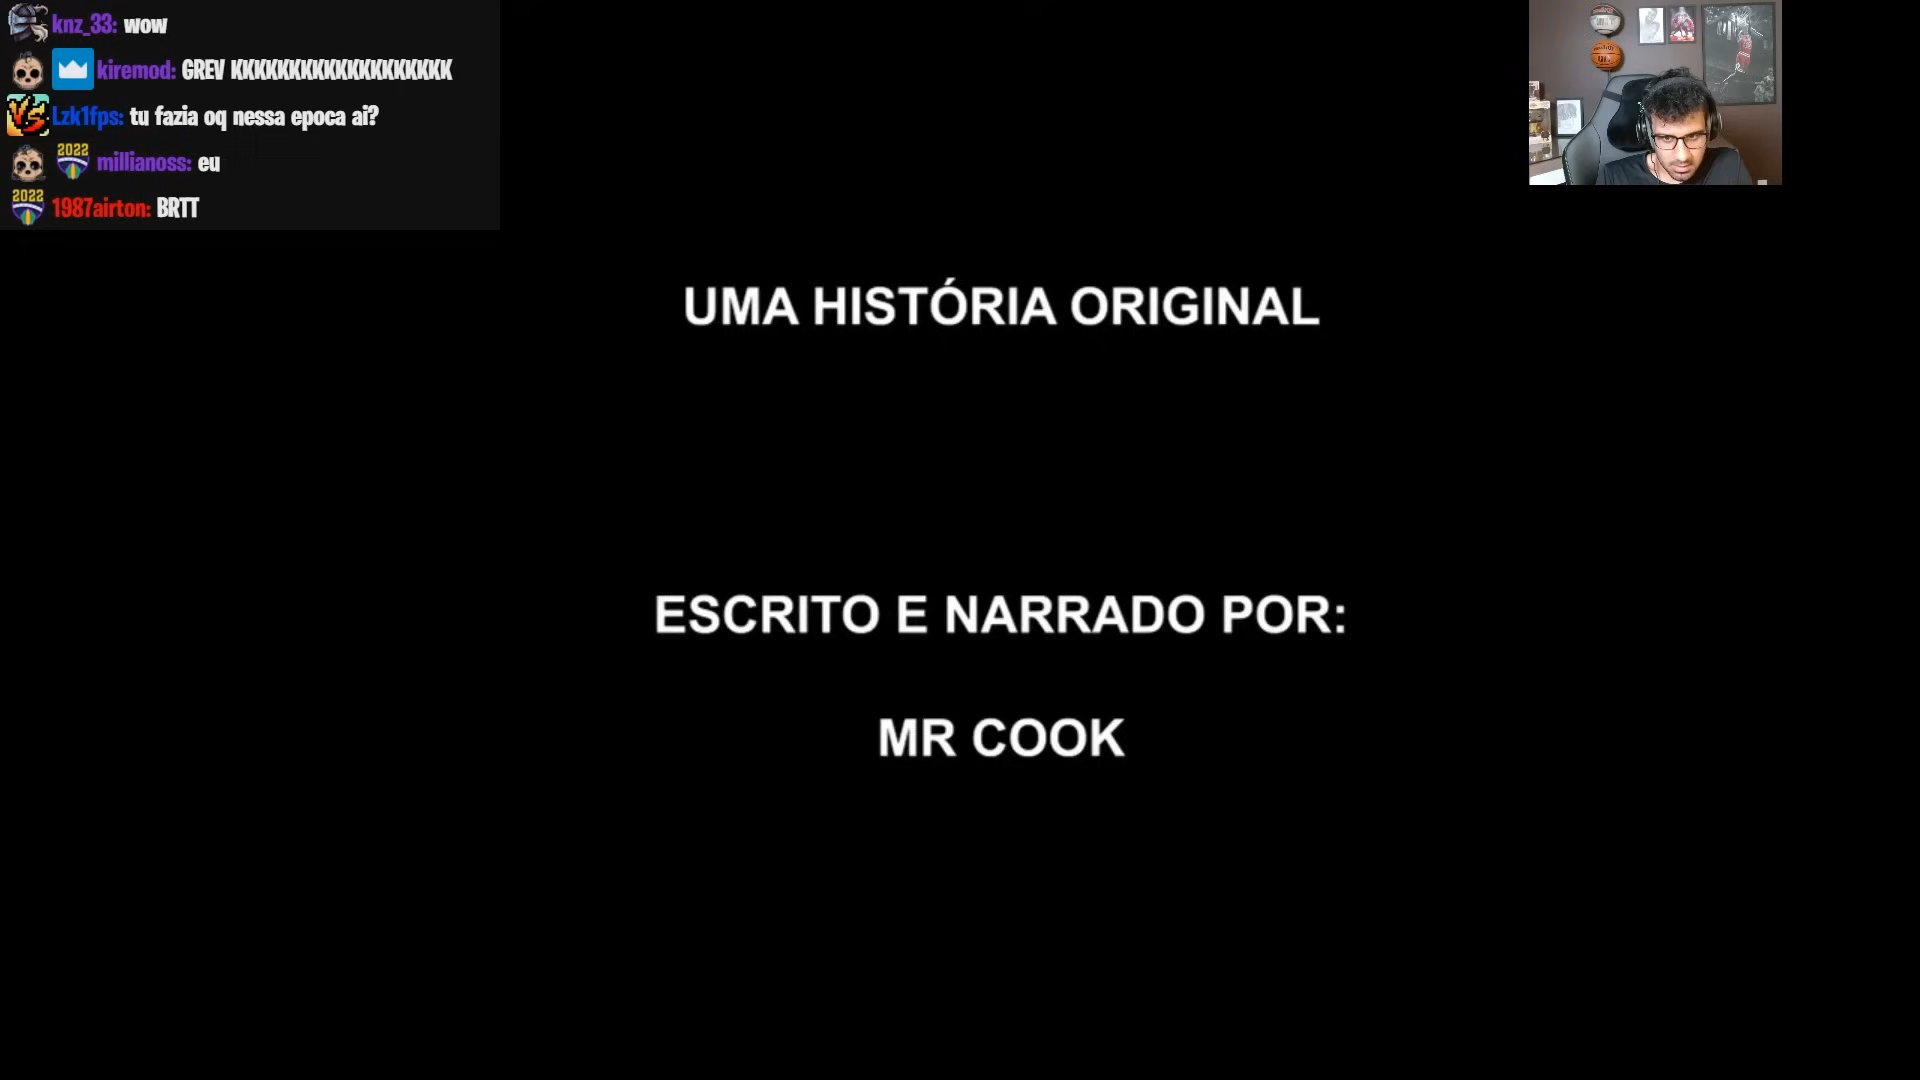 knz_33: wow
kiremod: GREV KKKKKKKKKKKKKKKKKKK
Lzk1fps: tu fazia oq nessa epoca ai?
2022 millianoss: eu
2022 1987airton: BRTT
UMA HISTÓRIA ORIGINAL
ESCRITO E NARRADO POR:
MR COOK